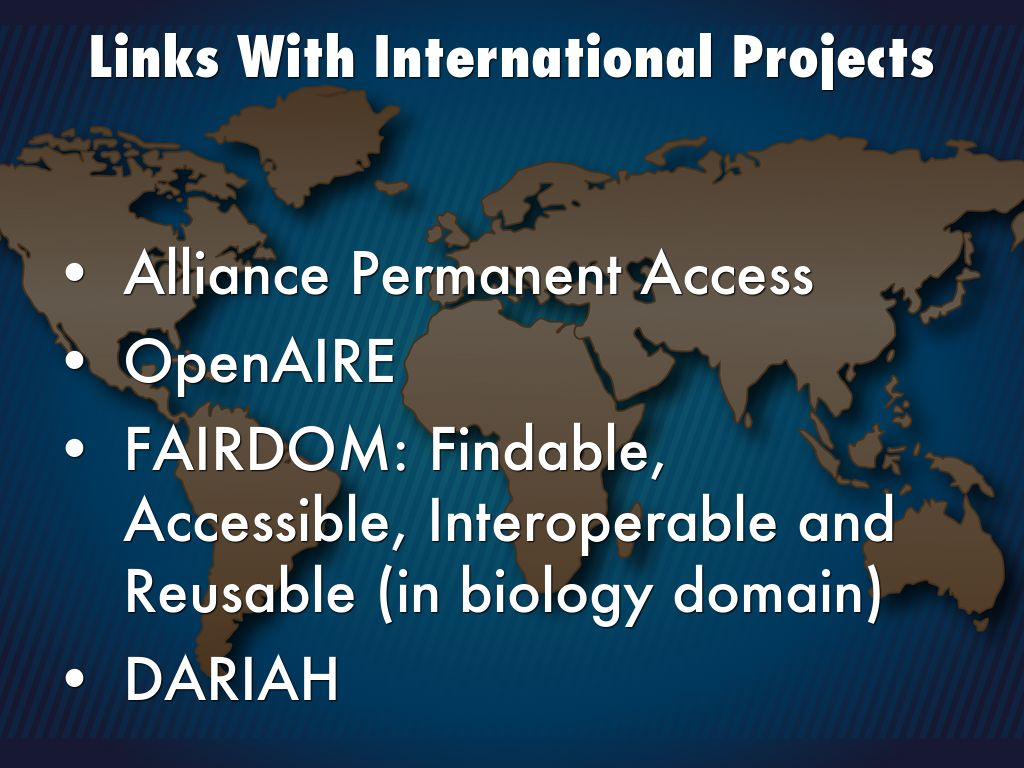 Links With International Projects
• Alliance Permanent Access
• OpenAIRE
• FAIRDOM: Findable,
Accessible, Interoperable and
Reusable (in biology domain)
• DARIAH